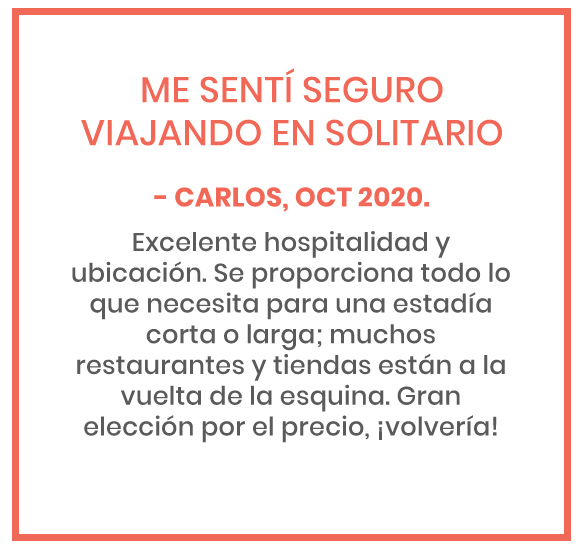 ME SENTÍ SEGURO
VIAJANDO EN SOLITARIO
- CARLOS, OCT 2020.
Excelente hospitalidad y
ubicación. Se proporciona todo lo
que necesita para una estadía
corta o larga; muchos
restaurantes y tiendas están a la
vuelta de la esquina. Gran
elección por el precio, ¡volvería!